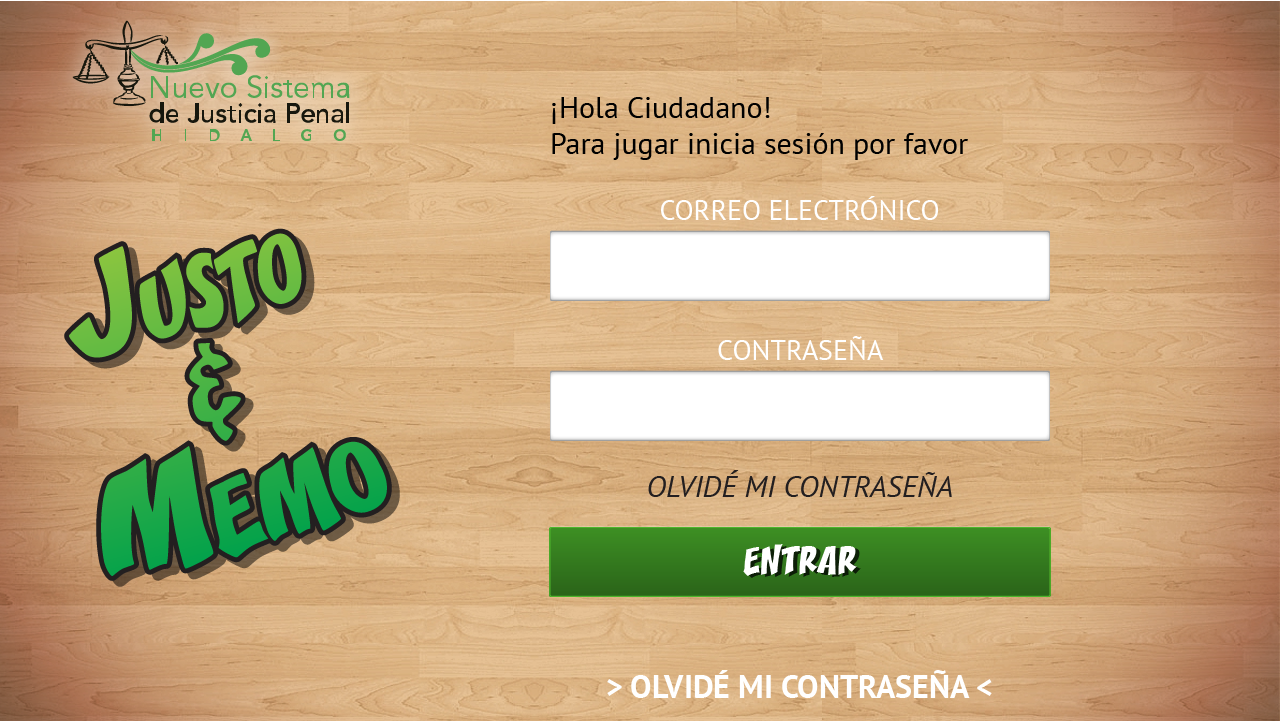 Nuevo Sistema
de Justicia Penal
HIDALGO
JUSTO
&
MEMO
¡Hola Ciudadano!
Para jugar inicia sesión por favor
CORREO ELECTRÓNICO
CONTRASEÑA
OLVIDÉ MI CONTRASEÑA
ENTRAR
> OLVIDÉ MI CONTRASEÑA <